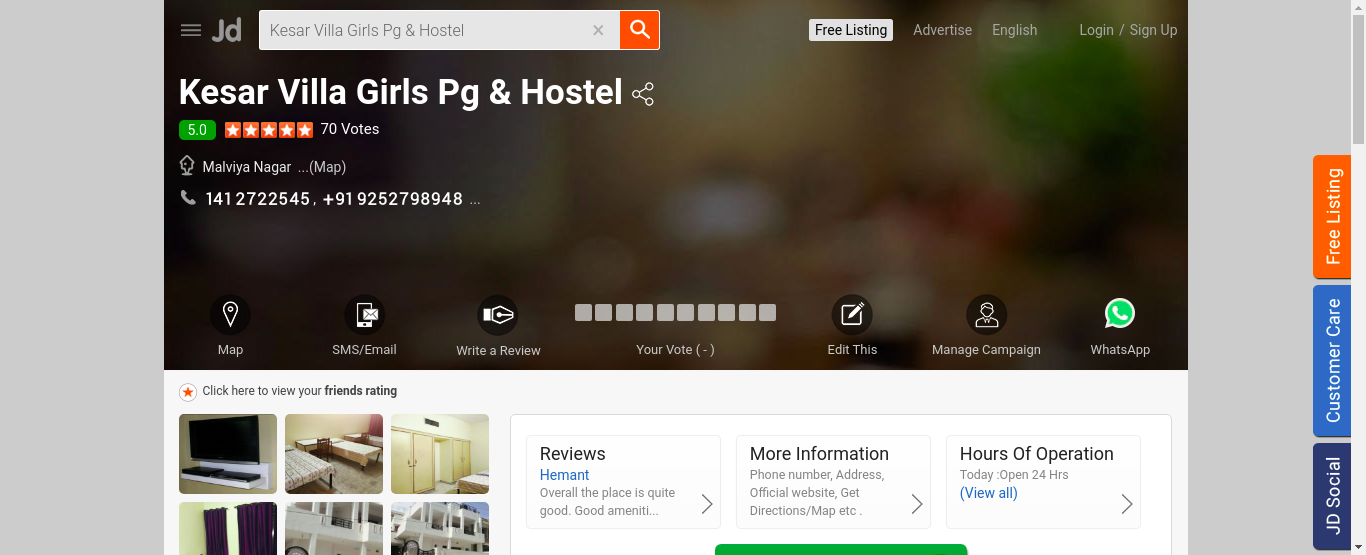 Jd
Kesar Villa Girls Pg & Hostel
Free Listing
Advertise
English
Login / Sign Up
Kesar Villa Girls Pg & Hostel
5.0
70 Votes
Malviya Nagar ...(Map)
1412722545, +919252798948 ...
Map
SMS/Email
Write a Review
Your Vote ( - )
Edit This
Manage Campaign
WhatsApp
Free Listing
Customer Care
JD Social
Click here to view your friends rating
Reviews
Hemant
Overall the place is quite
good. Good ameniti...
More Information
Phone number, Address,
Official website, Get
Directions/Map etc .
Hours Of Operation
Today :Open 24 Hrs
(View all)